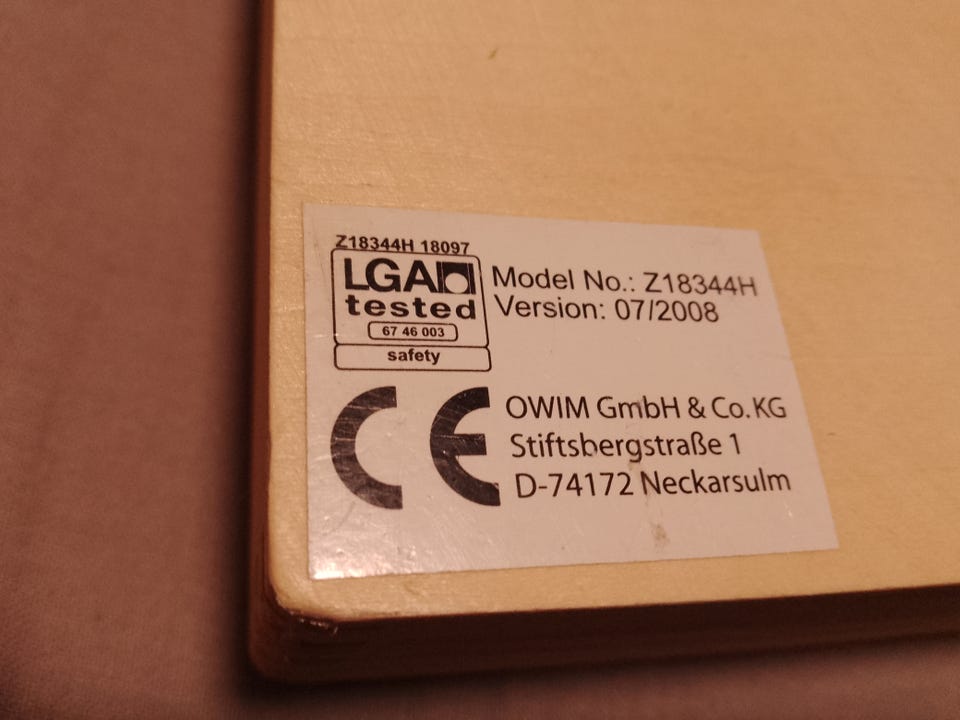 Z18344H 18097
LGA
tested
67 46 003
safety
Model No.: Z18344H
Version: 07/2008
CE
OWIM GmbH & Co. KG
Stiftsbergstraße 1
D-74172 Neckarsulm